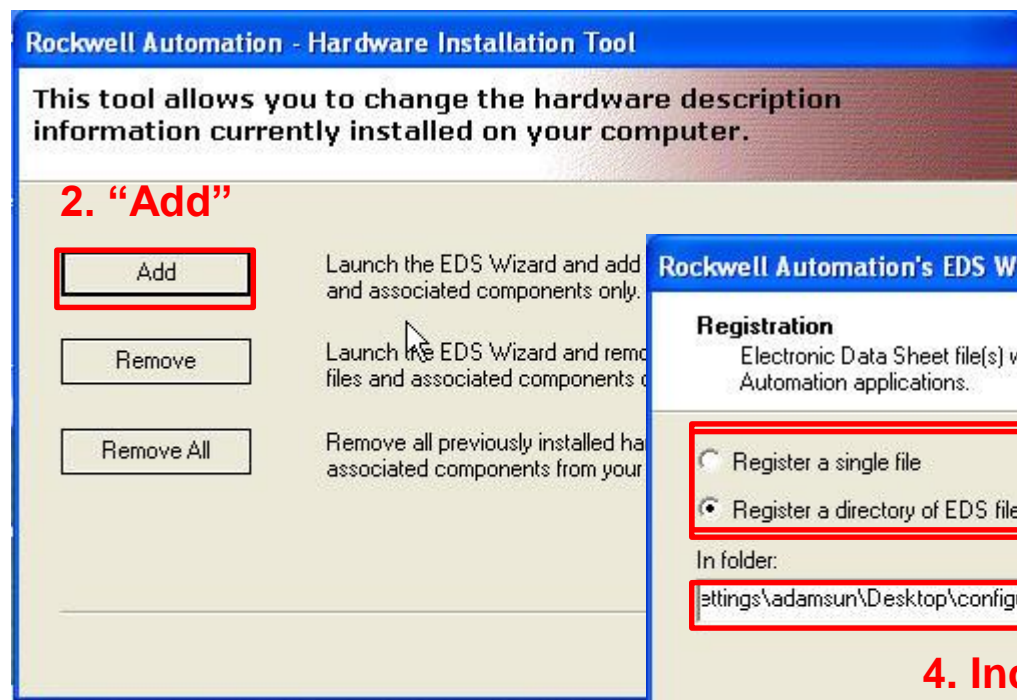 Rockwell Automation - Hardware Installation Tool
This tool allows you to change the hardware description
information currently installed on your computer.
2. “Add”
Add
Launch the EDS Wizard and add
and associated components only.
Remove
Launch the EDS Wizard and
files and associated components
Remove All
Remove all previously installed
associated components from your
Rockwell Automation's EDS
Registration
Electronic Data Sheet file(s)
Automation applications.
Register a single file
Register a directory of EDS
In folder:
ettings\adamsun\Desktop\config
4.